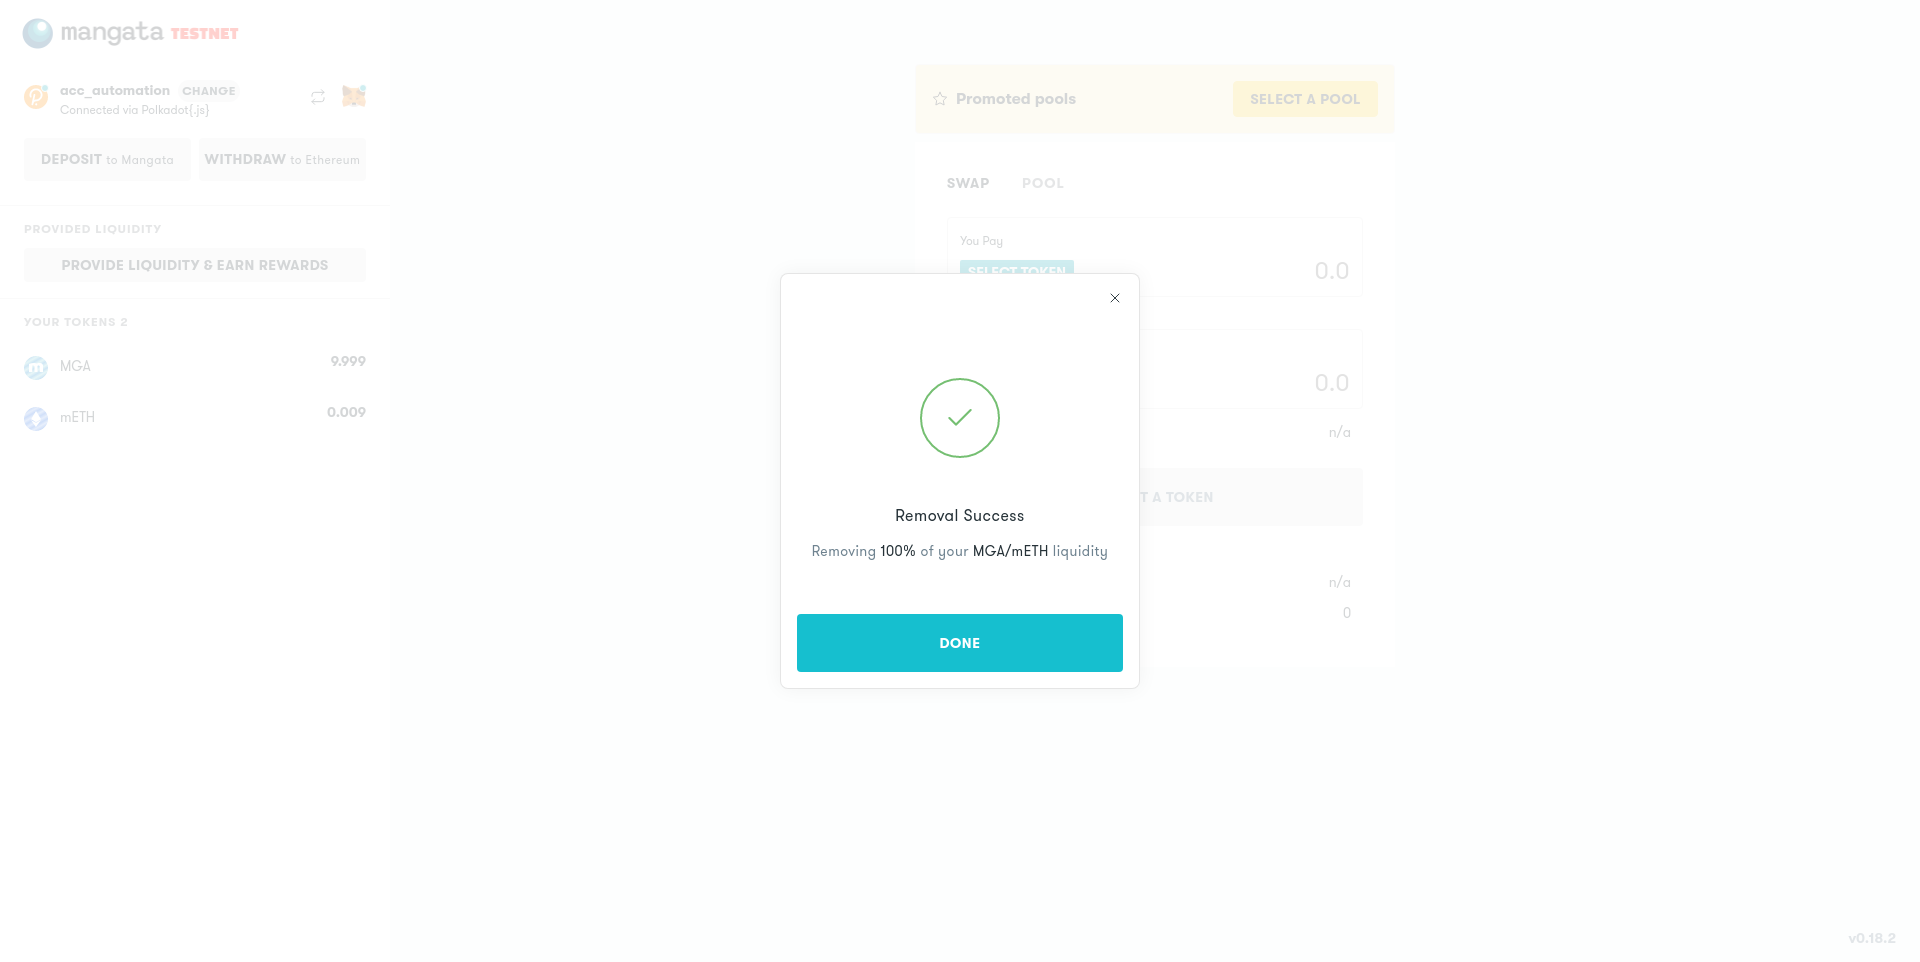 mangata TESTNET
acc_automation CHANGE
Connected via Polkadot{.js}
DEPOSIT to Mangata WITHDRAW to Ethereum
PROVIDED LIQUIDITY
PROVIDE LIQUIDITY & EARN REWARDS
YOUR TOKENS 2
MGA 9.999
mETH 0.009
Promoted pools SELECT A POOL
SWAP POOL
You Pay
SELECT TOKEN 0.0
0.0
n/a
A TOKEN
n/a
0
Removal Success
Removing 100% of your MGA/mETH liquidity
DONE
v0.18.2